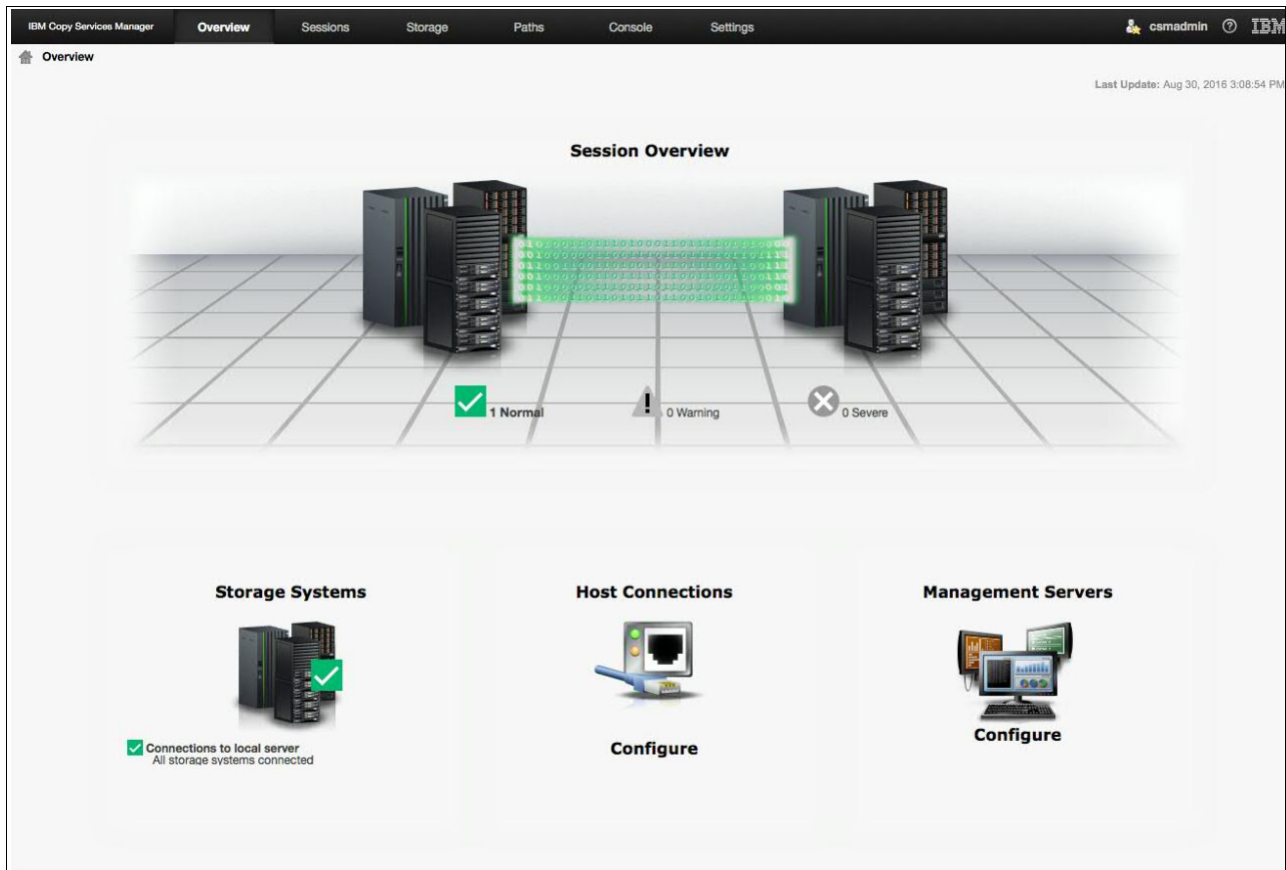 IBM Copy Services Manager Overview Sessions Storage Paths Console Settings csmadmin ? IBM
Overview
Last Update: Aug 30, 2016 3:08:54 PM
Session Overview
1 Normal 0 Warning 0 Severe
Storage Systems Host Connections Management Servers
Connections to local server
All storage systems connected
Configure
Configure